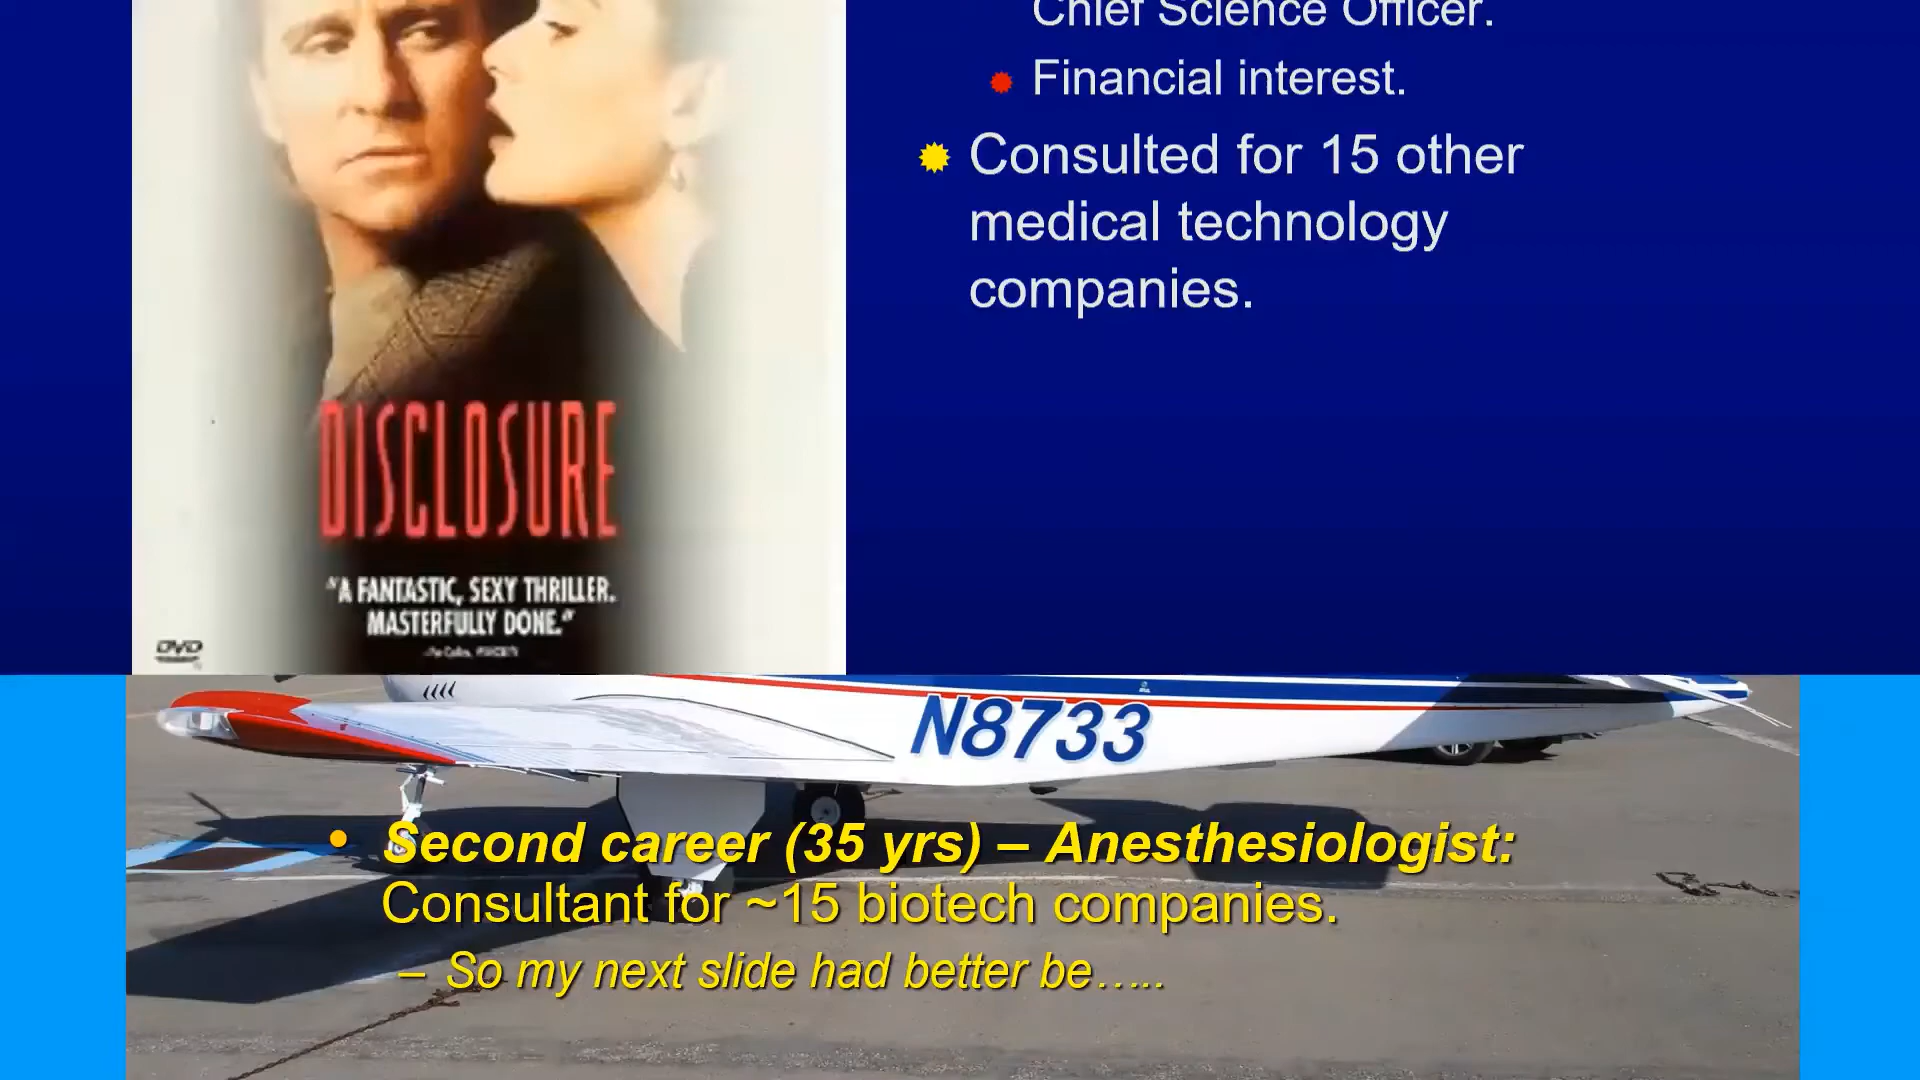 Chief Science Officer.
Financial interest.
Consulted for 15 other
medical technology
companies.
DISCLOSURE
"A FANTASTIC, SEXY THRILLER.
MASTERFULLY DONE."
DVD
N8733
• Second career (35 yrs) – Anesthesiologist:
Consultant for ~15 biotech companies.
– So my next slide had better be…..